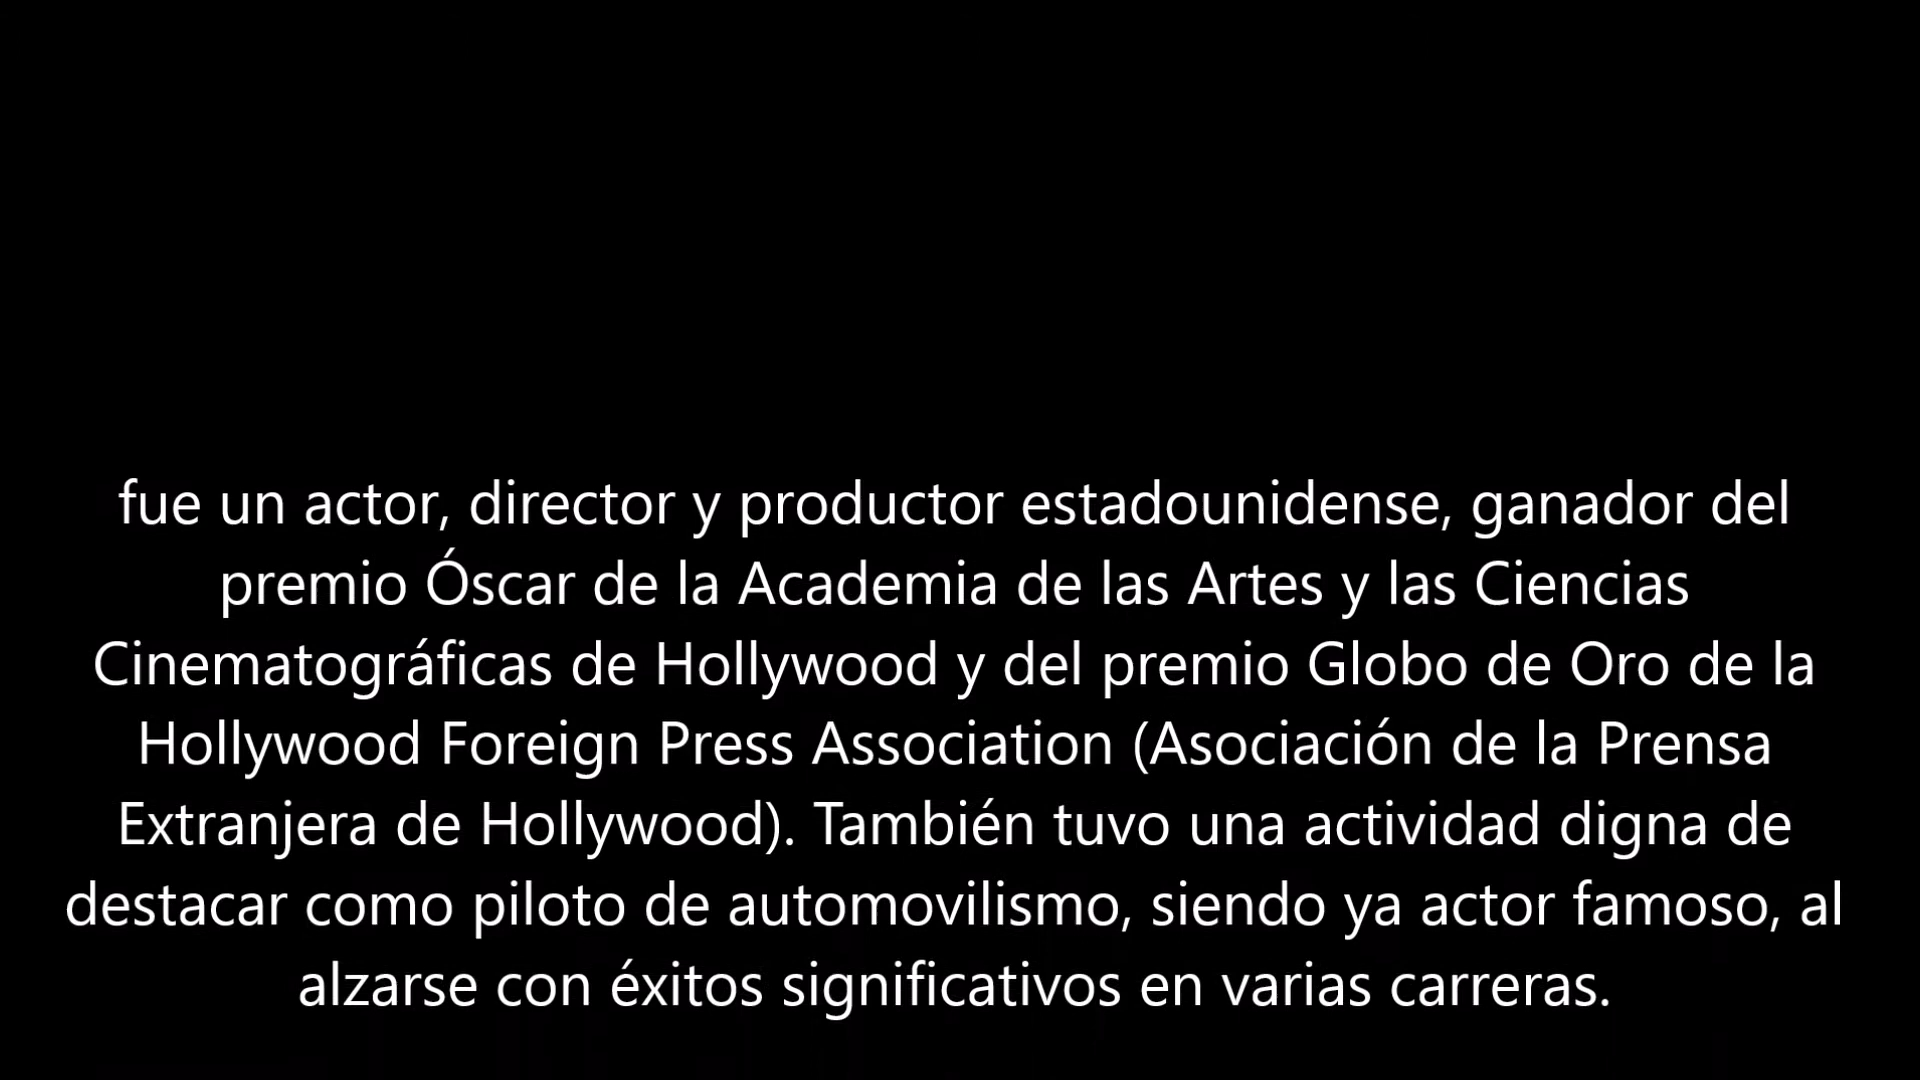 fue un actor, director y productor estadounidense, ganador del
premio Óscar de la Academia de las Artes y las Ciencias
Cinematográficas de Hollywood y del premio Globo de Oro de la
Hollywood Foreign Press Association (Asociación de la Prensa
Extranjera de Hollywood). También tuvo una actividad digna de
destacar como piloto de automovilismo, siendo ya actor famoso, al
alzarse con éxitos significativos en varias carreras.